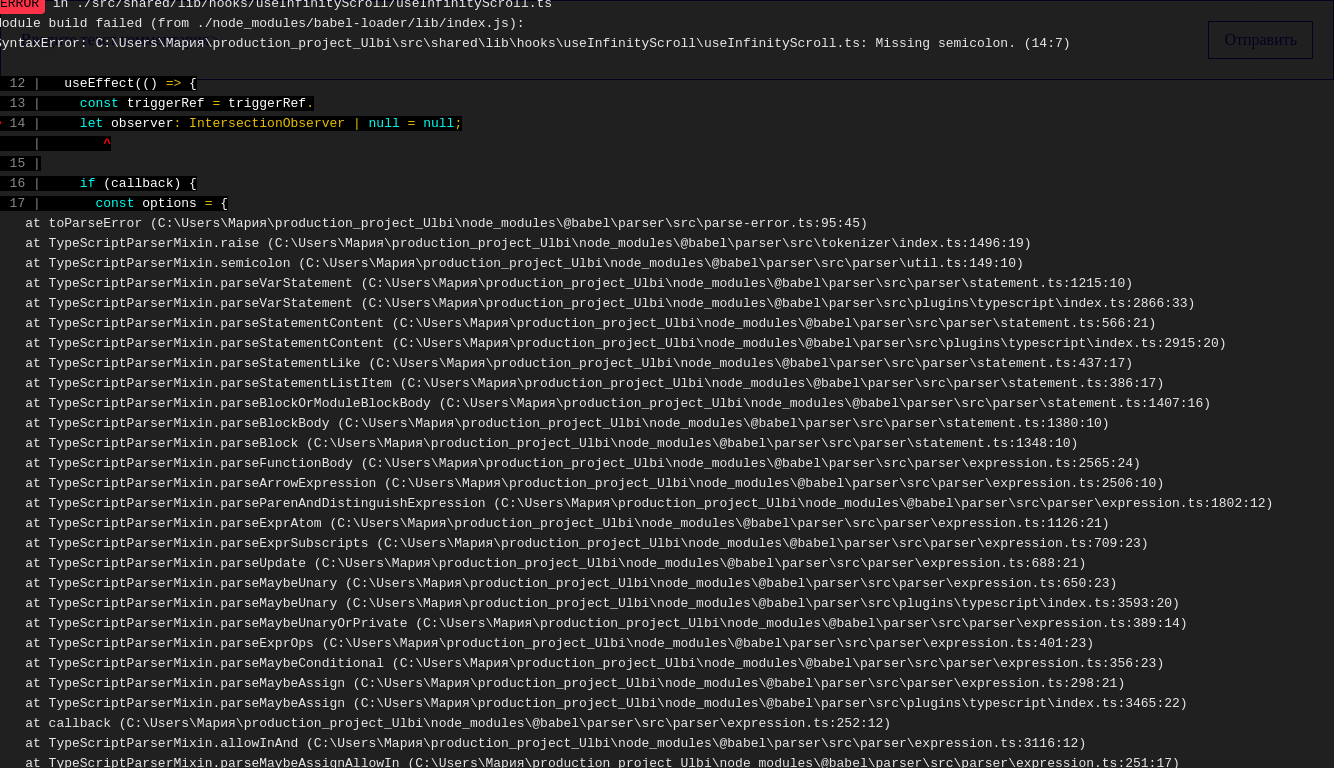 ERROR in ./src/shared/lib/hooks/useInfinityScroll/useInfinityScroll.ts
Module build failed (from ./node_modules/babel-loader/lib/index.js):
SyntaxError: C:\Users\Мария\production_project_Ulbi\src\shared\lib\hooks\useInfinityScroll\useInfinityScroll.ts: Missing semicolon. (14:7)
Отправить
12 |   useEffect(() => {
13 |     const triggerRef = triggerRef.
> 14 |     let observer: IntersectionObserver | null = null;
|        ^
15 |
16 |     if (callback) {
17 |       const options = {
at toParseError (C:\Users\Мария\production_project_Ulbi\node_modules\@babel\parser\src\parse-error.ts:95:45)
at TypeScriptParserMixin.raise (C:\Users\Мария\production_project_Ulbi\node_modules\@babel\parser\src\tokenizer\index.ts:1496:19)
at TypeScriptParserMixin.semicolon (C:\Users\Мария\production_project_Ulbi\node_modules\@babel\parser\src\parser\util.ts:149:10)
at TypeScriptParserMixin.parseVarStatement (C:\Users\Мария\production_project_Ulbi\node_modules\@babel\parser\src\parser\statement.ts:1215:10)
at TypeScriptParserMixin.parseVarStatement (C:\Users\Мария\production_project_Ulbi\node_modules\@babel\parser\src\plugins\typescript\index.ts:2866:33)
at TypeScriptParserMixin.parseStatementContent (C:\Users\Мария\production_project_Ulbi\node_modules\@babel\parser\src\parser\statement.ts:566:21)
at TypeScriptParserMixin.parseStatementContent (C:\Users\Мария\production_project_Ulbi\node_modules\@babel\parser\src\plugins\typescript\index.ts:2915:20)
at TypeScriptParserMixin.parseStatementLike (C:\Users\Мария\production_project_Ulbi\node_modules\@babel\parser\src\parser\statement.ts:437:17)
at TypeScriptParserMixin.parseStatementListItem (C:\Users\Мария\production_project_Ulbi\node_modules\@babel\parser\src\parser\statement.ts:386:17)
at TypeScriptParserMixin.parseBlockOrModuleBlockBody (C:\Users\Мария\production_project_Ulbi\node_modules\@babel\parser\src\parser\statement.ts:1407:16)
at TypeScriptParserMixin.parseBlockBody (C:\Users\Мария\production_project_Ulbi\node_modules\@babel\parser\src\parser\statement.ts:1380:10)
at TypeScriptParserMixin.parseBlock (C:\Users\Мария\production_project_Ulbi\node_modules\@babel\parser\src\parser\statement.ts:1348:10)
at TypeScriptParserMixin.parseFunctionBody (C:\Users\Мария\production_project_Ulbi\node_modules\@babel\parser\src\parser\expression.ts:2565:24)
at TypeScriptParserMixin.parseArrowExpression (C:\Users\Мария\production_project_Ulbi\node_modules\@babel\parser\src\parser\expression.ts:2506:10)
at TypeScriptParserMixin.parseParenAndDistinguishExpression (C:\Users\Мария\production_project_Ulbi\node_modules\@babel\parser\src\parser\expression.ts:1802:12)
at TypeScriptParserMixin.parseExprAtom (C:\Users\Мария\production_project_Ulbi\node_modules\@babel\parser\src\parser\expression.ts:1126:21)
at TypeScriptParserMixin.parseExprSubscripts (C:\Users\Мария\production_project_Ulbi\node_modules\@babel\parser\src\parser\expression.ts:709:23)
at TypeScriptParserMixin.parseUpdate (C:\Users\Мария\production_project_Ulbi\node_modules\@babel\parser\src\parser\expression.ts:688:21)
at TypeScriptParserMixin.parseMaybeUnary (C:\Users\Мария\production_project_Ulbi\node_modules\@babel\parser\src\parser\expression.ts:650:23)
at TypeScriptParserMixin.parseMaybeUnary (C:\Users\Мария\production_project_Ulbi\node_modules\@babel\parser\src\plugins\typescript\index.ts:3593:20)
at TypeScriptParserMixin.parseMaybeUnaryOrPrivate (C:\Users\Мария\production_project_Ulbi\node_modules\@babel\parser\src\parser\expression.ts:389:14)
at TypeScriptParserMixin.parseExprOps (C:\Users\Мария\production_project_Ulbi\node_modules\@babel\parser\src\parser\expression.ts:401:23)
at TypeScriptParserMixin.parseMaybeConditional (C:\Users\Мария\production_project_Ulbi\node_modules\@babel\parser\src\parser\expression.ts:356:23)
at TypeScriptParserMixin.parseMaybeAssign (C:\Users\Мария\production_project_Ulbi\node_modules\@babel\parser\src\parser\expression.ts:298:21)
at TypeScriptParserMixin.parseMaybeAssign (C:\Users\Мария\production_project_Ulbi\node_modules\@babel\parser\src\plugins\typescript\index.ts:3465:22)
at callback (C:\Users\Мария\production_project_Ulbi\node_modules\@babel\parser\src\parser\expression.ts:252:12)
at TypeScriptParserMixin.allowInAnd (C:\Users\Мария\production_project_Ulbi\node_modules\@babel\parser\src\parser\expression.ts:3116:12)
at TypeScriptParserMixin.parseMaybeAssignAllowIn (C:\Users\Мария\production_project_Ulbi\node_modules\@babel\parser\src\parser\expression.ts:251:17)